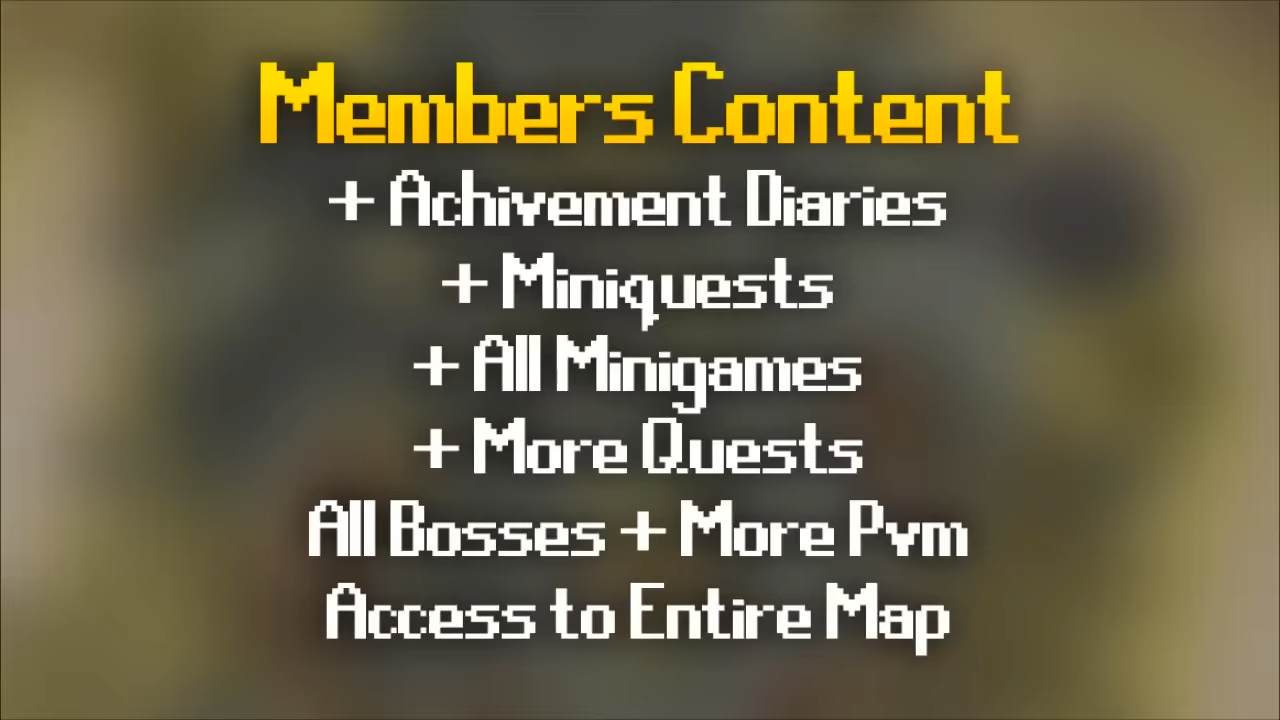 Members Content
+ Achivement Diaries
+ Miniquests
+ All Minigames
+ More Quests
All Bosses + More Pvm
Access to Entire Map